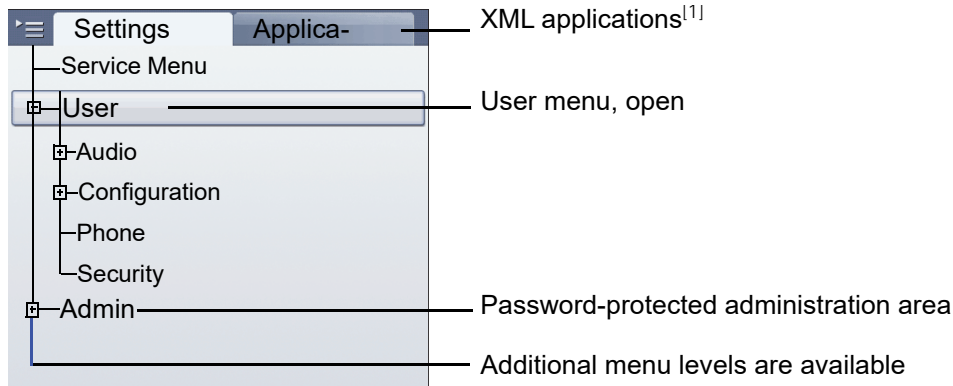 Settings
Applica-
XML applications[1]
Service Menu
User
User menu, open
Audio
Configuration
Phone
Security
Admin
Password-protected administration area
Additional menu levels are available